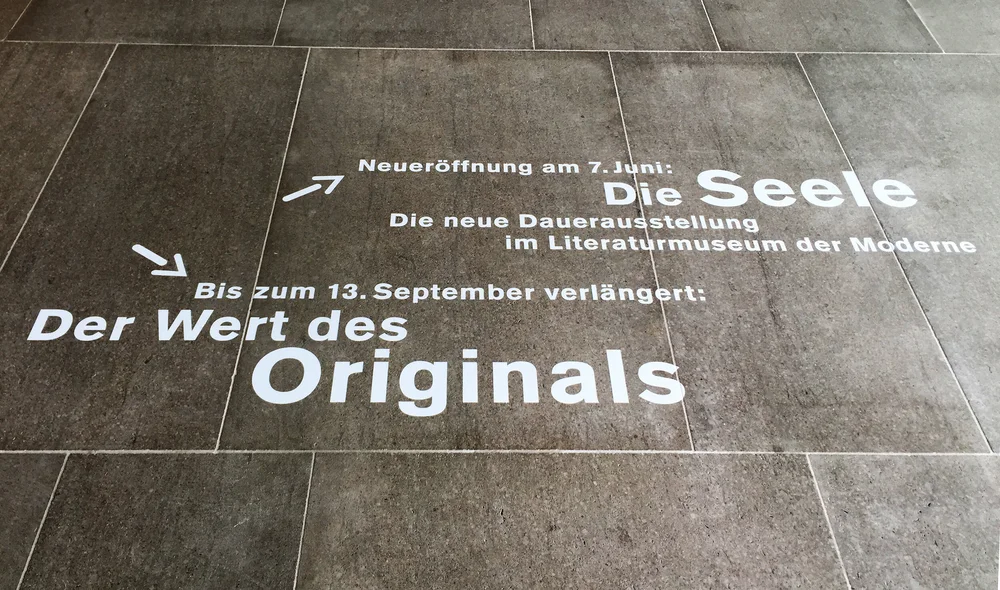 Neueröffnung am 7. Juni:
Die Seele
Die neue Dauerausstellung
im Literaturmuseum der Moderne
Bis zum 13. September verlängert:
Der Wert des
Originals